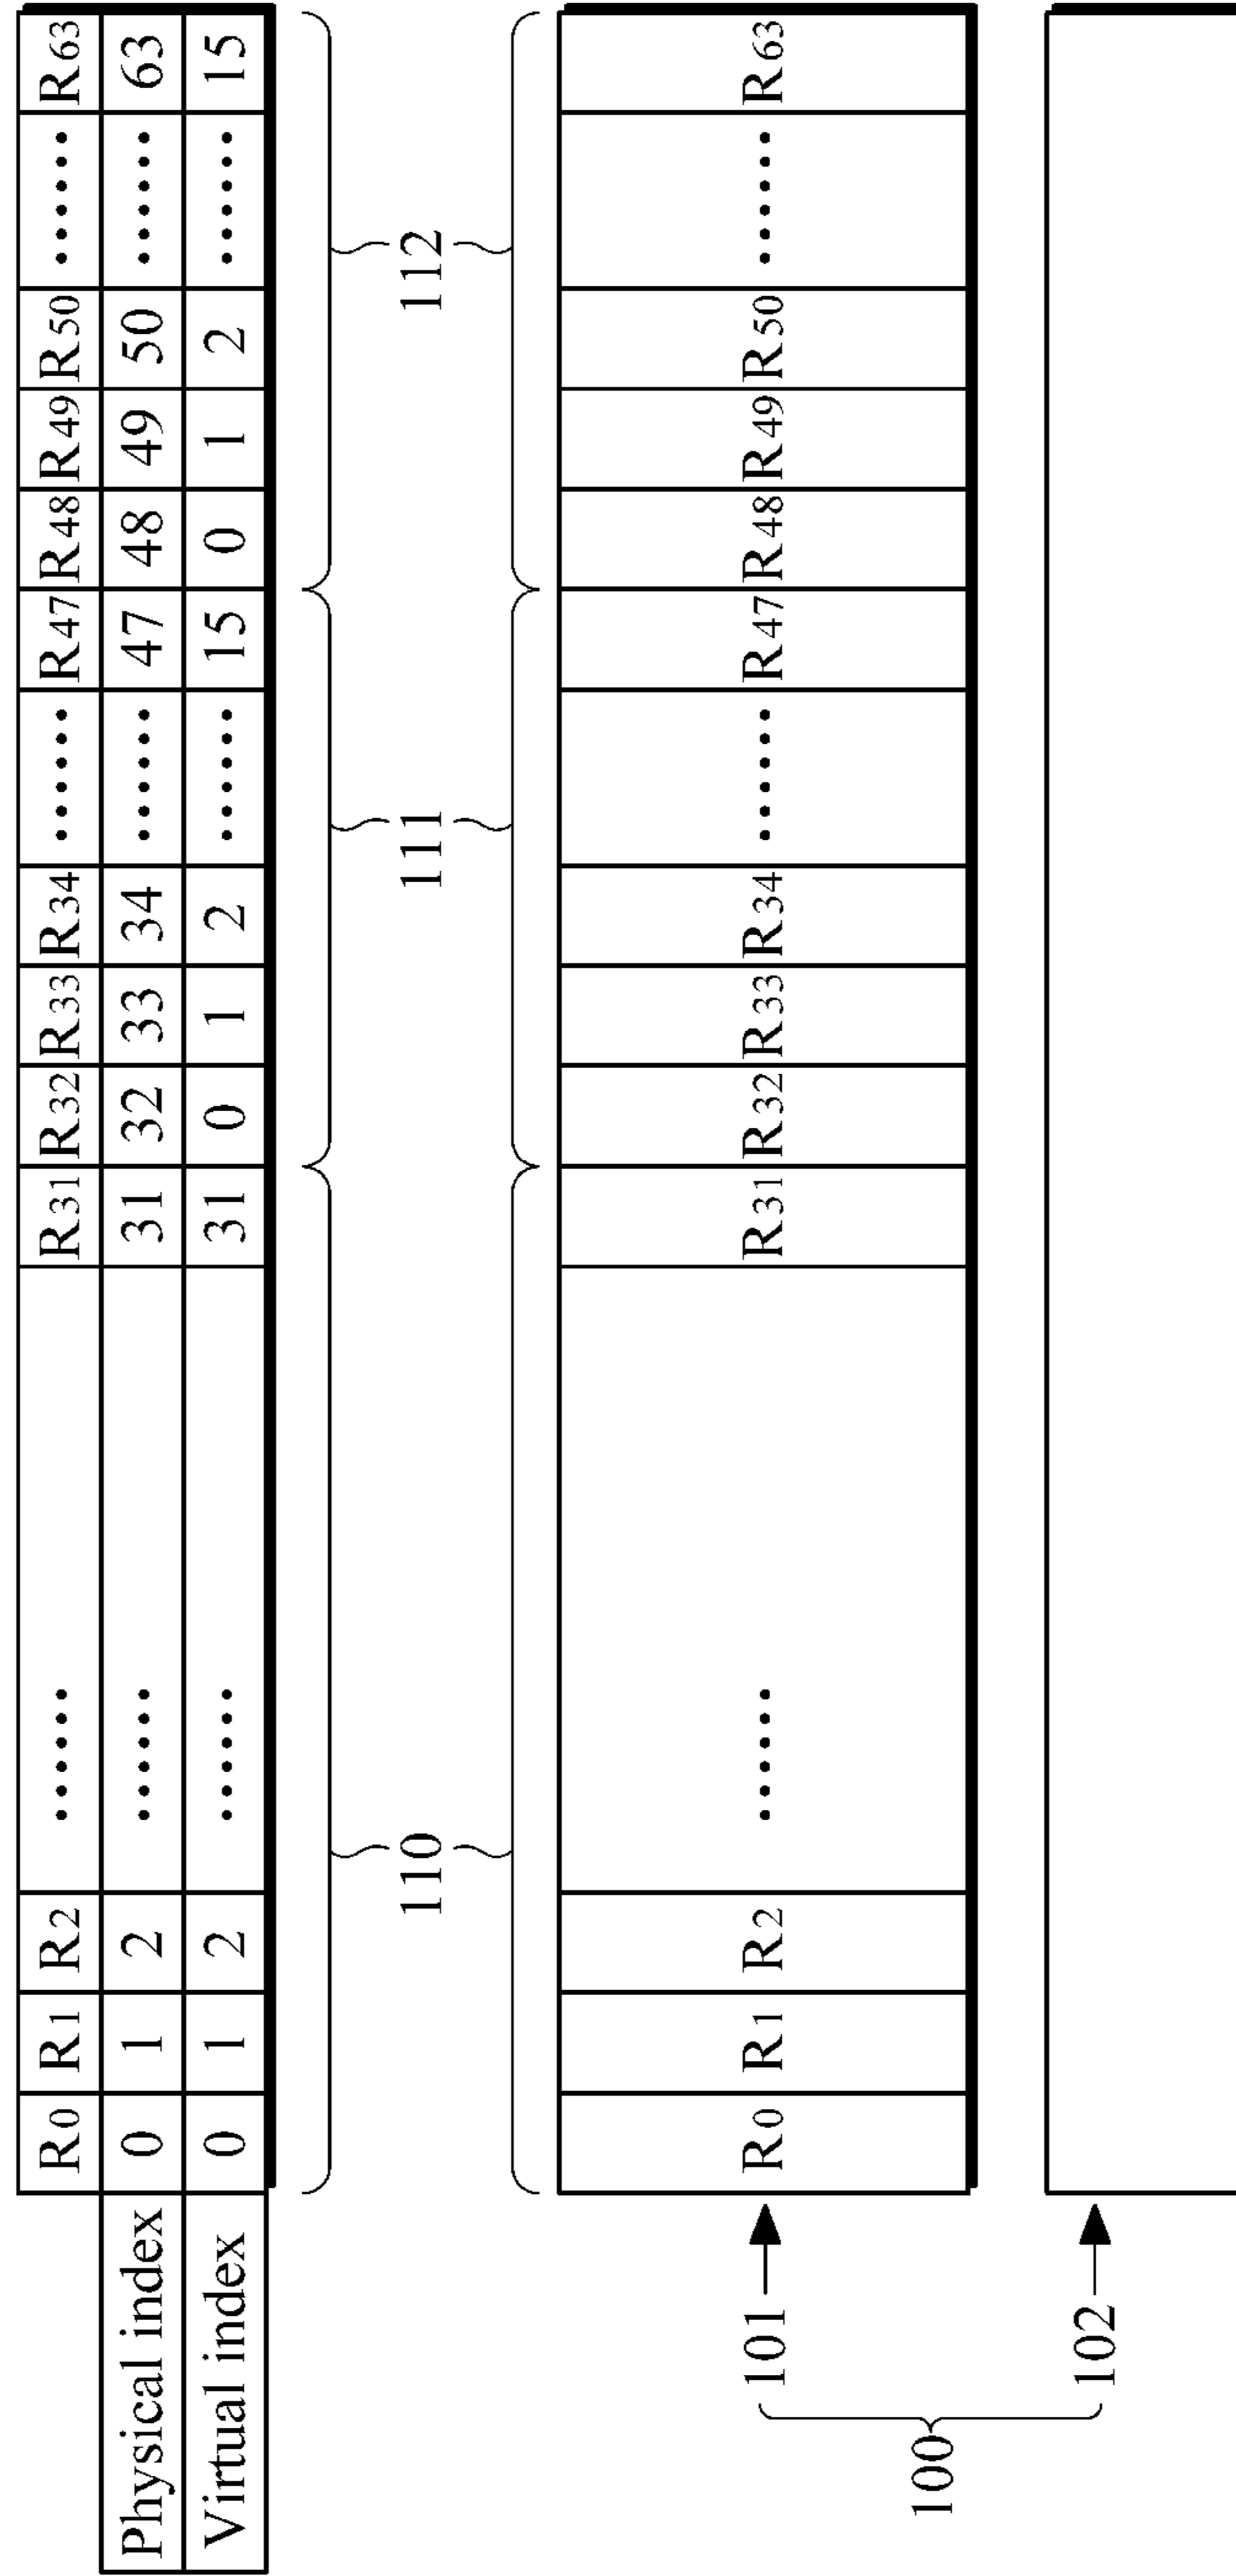 R0 R1 R2 ...... R31 R32 R33 R34 ...... R47 R48 R49 R50 ...... R63
Physical index 0 1 2 ...... 31 32 33 34 ...... 47 48 49 50 ...... 63
Virtual index 0 1 2 ...... 31 0 1 2 ...... 15 0 1 2 ...... 15
110 111 112
101 R0 R1 R2 ...... R31 R32 R33 R34 ...... R47 R48 R49 R50 ...... R63
100
102